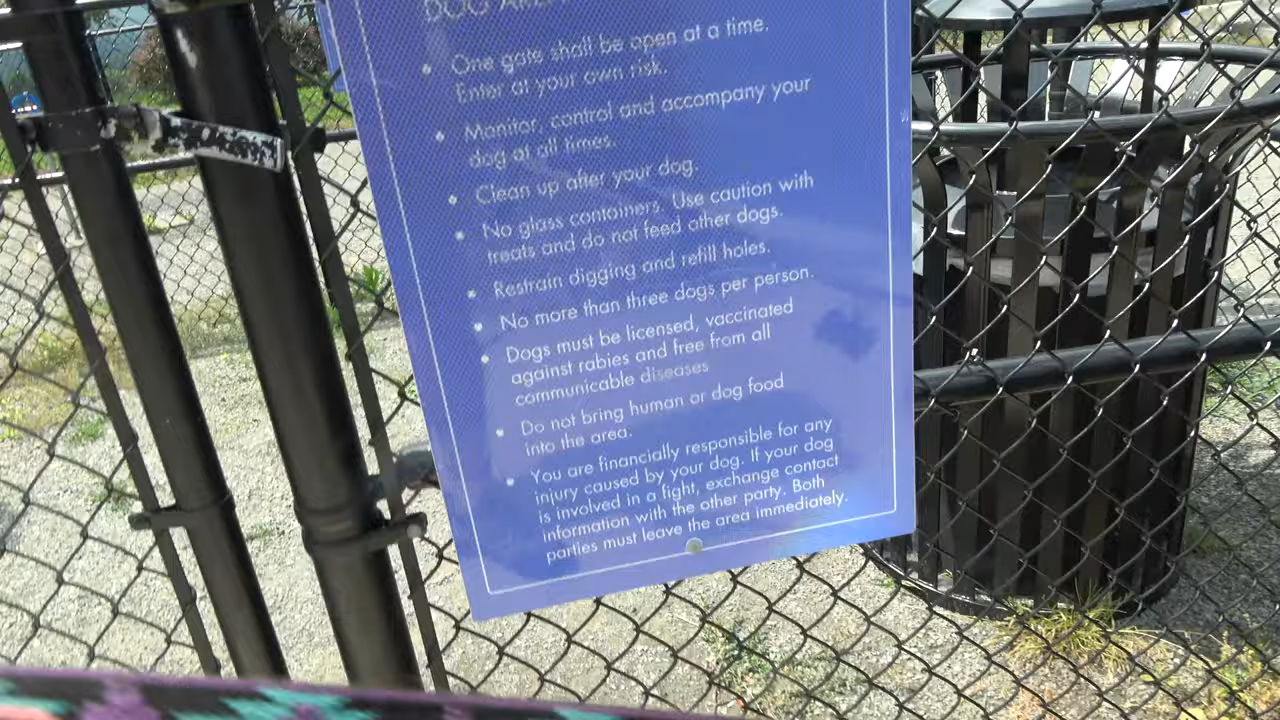 DOG AREA
• One gate shall be open at a time.
Enter at your own risk.
• Monitor, control and accompany your
dog at all times.
• Clean up after your dog.
• No glass containers. Use caution with
treats and do not feed other dogs.
• Restrain digging and refill holes.
• No more than three dogs per person.
• Dogs must be licensed, vaccinated
against rabies and free from all
communicable diseases
• Do not bring human or dog food
into the area.
• You are financially responsible for any
injury caused by your dog. If your dog
is involved in a fight, exchange contact
information with the other party. Both
parties must leave the area immediately.